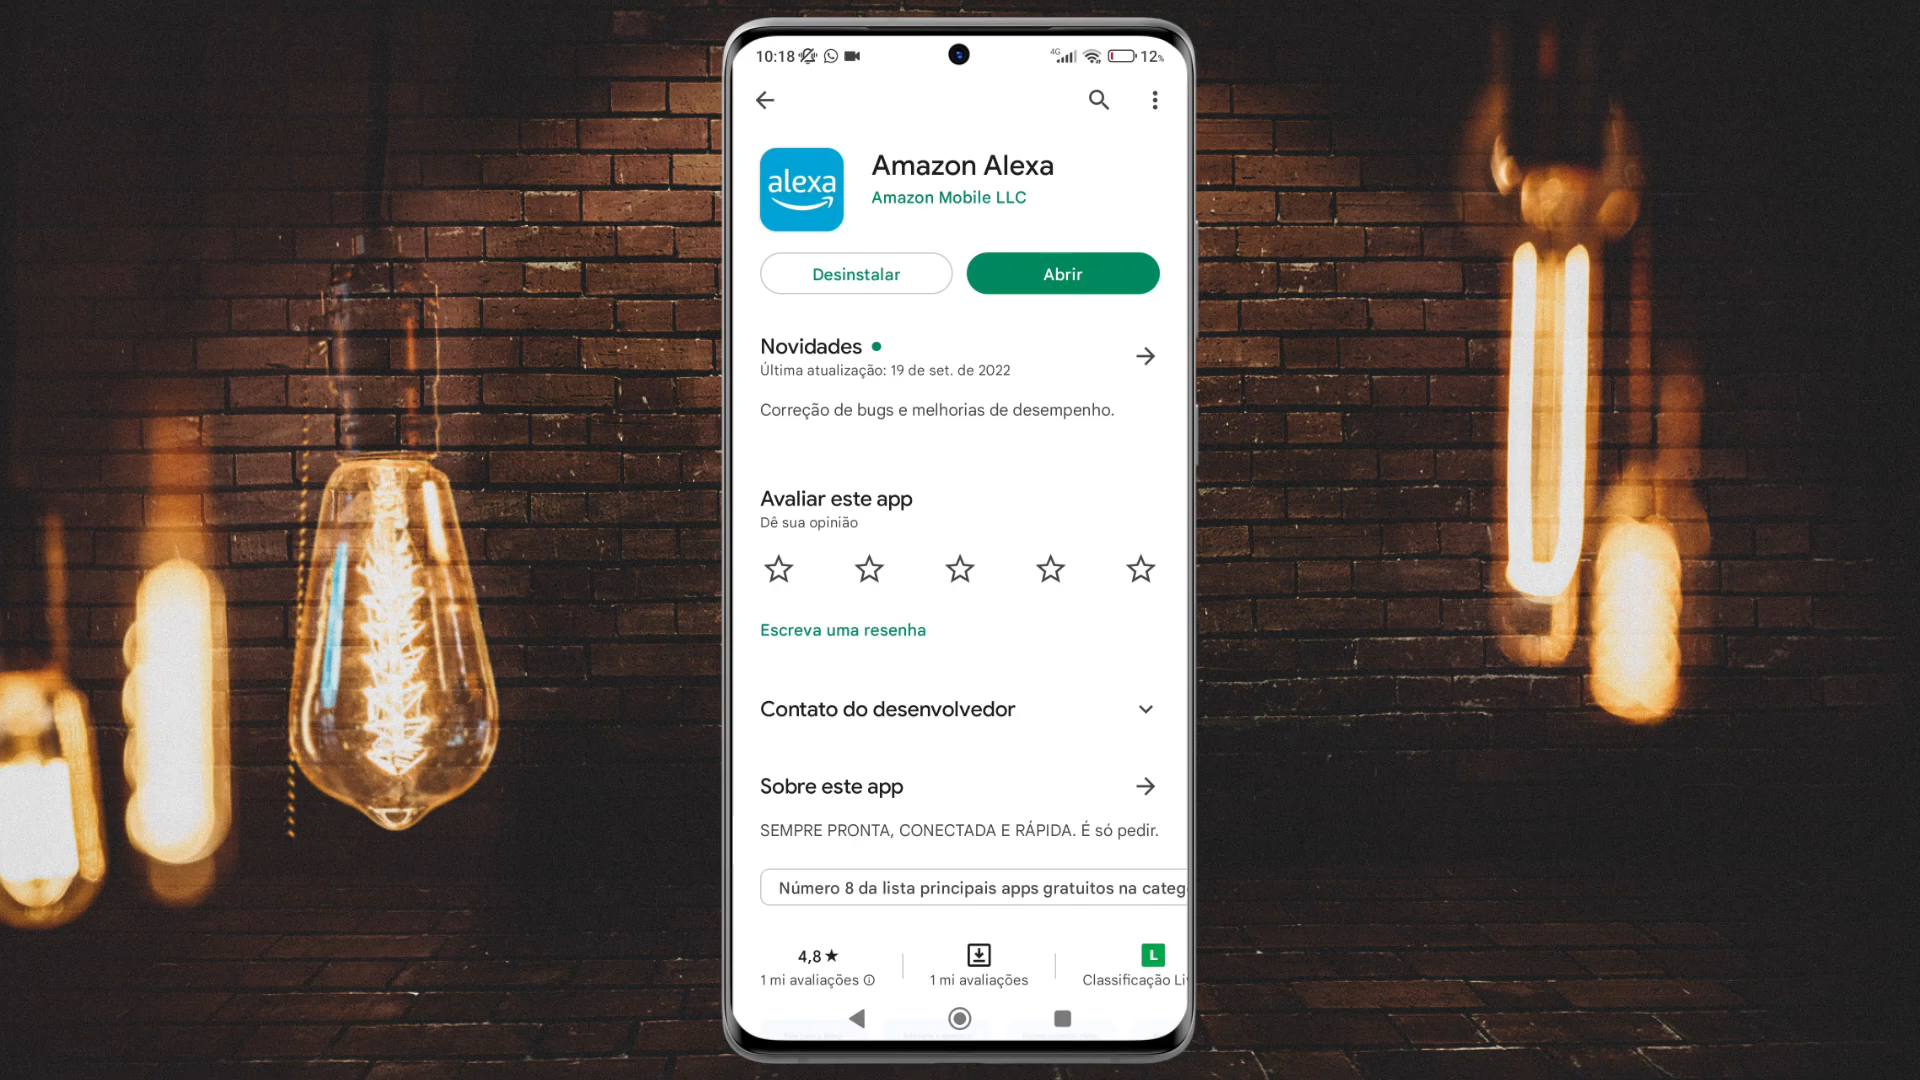 10:18 4G 12%
alexa
Amazon Alexa
Amazon Mobile LLC
Desinstalar Abrir
Novidades
Última atualização: 19 de set. de 2022
Correção de bugs e melhorias de desempenho.
Avaliar este app
Dê sua opinião
Escreva uma resenha
Contato do desenvolvedor
Sobre este app
SEMPRE PRONTA, CONECTADA E RÁPIDA. É só pedir.
Número 8 da lista principais apps gratuitos na categ
4,8★ L
1 mi avaliações 1 mi avaliações Classificação Li